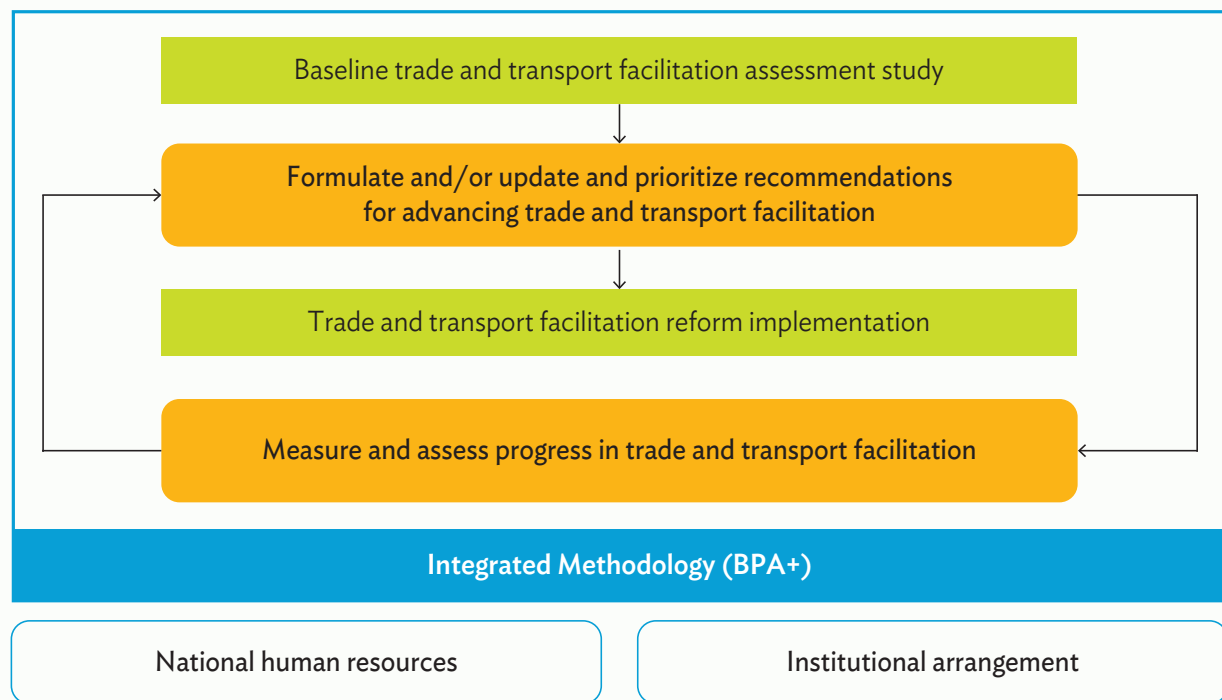 Baseline trade and transport facilitation assessment study
Formulate and/or update and prioritize recommendations
for advancing trade and transport facilitation
Trade and transport facilitation reform implementation
Measure and assess progress in trade and transport facilitation
Integrated Methodology (BPA+)
National human resources
Institutional arrangement